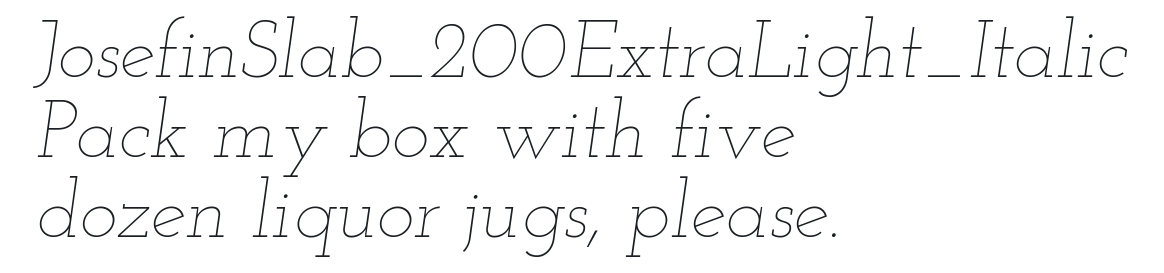 JosefinSlab_200ExtraLight_Italic
Pack my box with five
dozen liquor jugs, please.